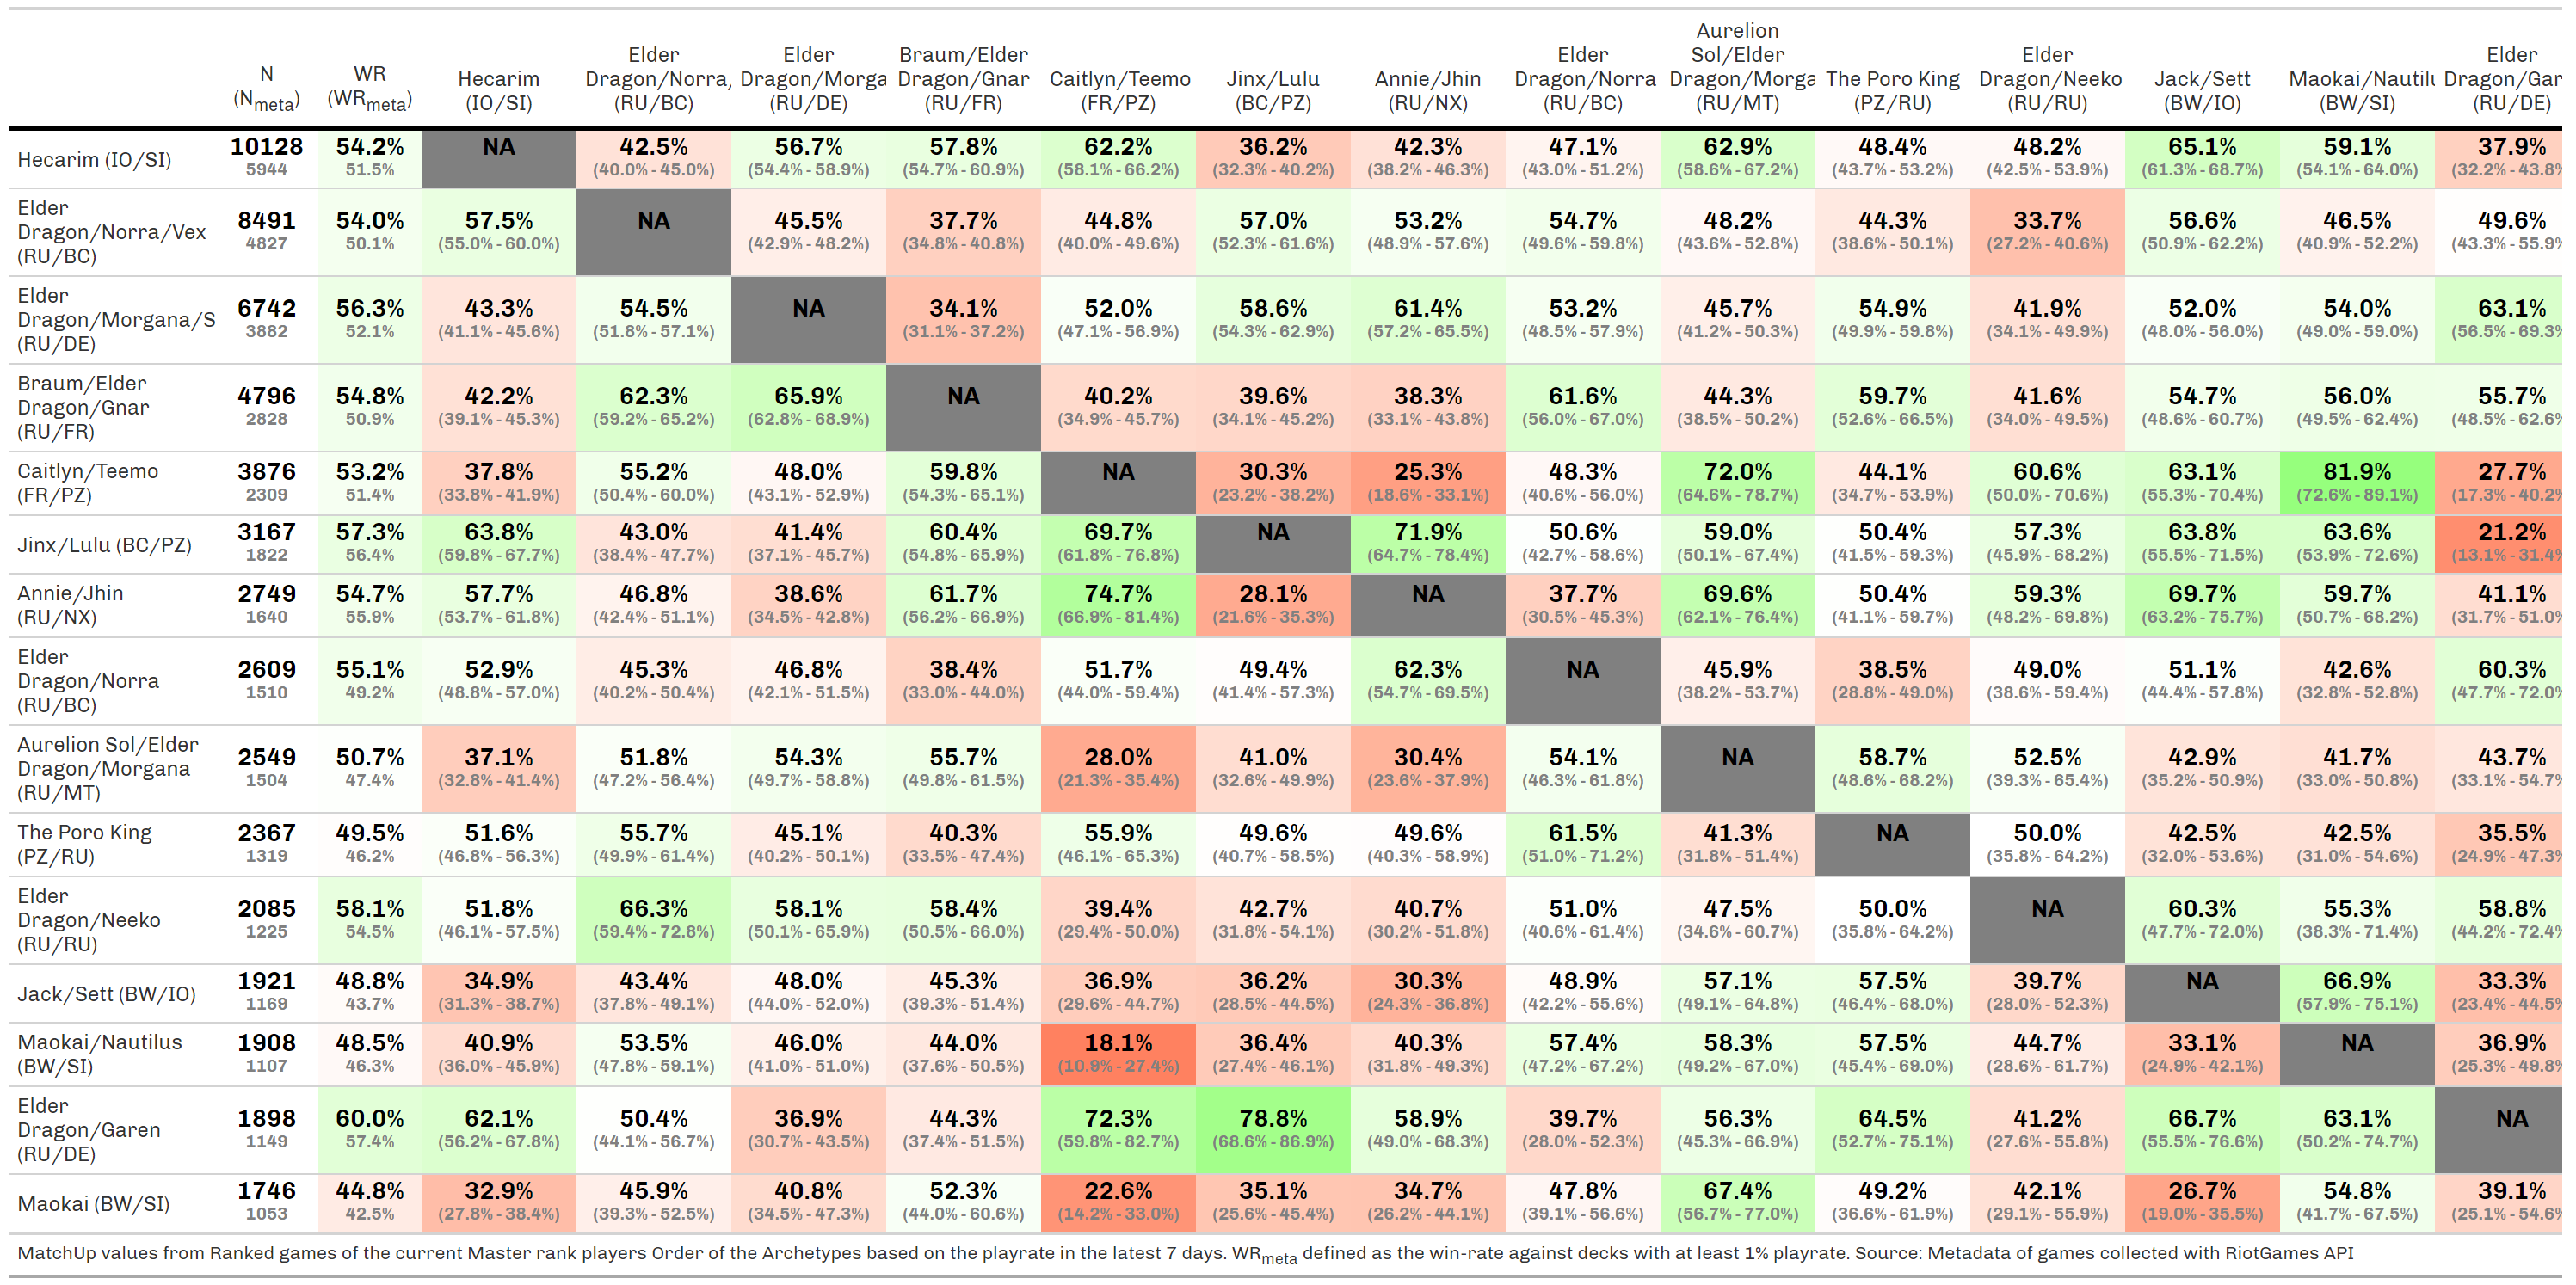 N (Nmeta) WR (WRmeta) Hecarim (IO/SI) Elder Dragon/Norra, (RU/BC) Elder Dragon/Morga (RU/DE) Braum/Elder Dragon/Gnar (RU/FR) Caitlyn/Teemo (FR/PZ) Jinx/Lulu (BC/PZ) Annie/Jhin (RU/NX) Elder Dragon/Norra (RU/BC) Aurelion Sol/Elder Dragon/Morga (RU/MT) The Poro King (PZ/RU) Elder Dragon/Neeko (RU/RU) Jack/Sett (BW/IO) Maokai/Nautilu (BW/SI) Elder Dragon/Gar (RU/DE)
Hecarim (IO/SI) 10128 54.2% NA 42.5% 56.7% 57.8% 62.2% 36.2% 42.3% 47.1% 62.9% 48.4% 48.2% 65.1% 59.1% 37.9%
5944 51.5% (40.0% - 45.0%) (54.4% - 58.9%) (54.7% - 60.9%) (58.1% - 66.2%) (32.3% - 40.2%) (38.2% - 46.3%) (43.0% - 51.2%) (58.6% - 67.2%) (43.7% - 53.2%) (42.5% - 53.9%) (61.3% - 68.7%) (54.1% - 64.0%) (32.2% - 43.8%
Elder Dragon/Norra/Vex (RU/BC) 8491 54.0% 57.5% NA 45.5% 37.7% 44.8% 57.0% 53.2% 54.7% 48.2% 44.3% 33.7% 56.6% 46.5% 49.6%
4827 50.1% (55.0% - 60.0%) (42.9% - 48.2%) (34.8% - 40.8%) (40.0% - 49.6%) (52.3% - 61.6%) (48.9% - 57.6%) (49.6% - 59.8%) (43.6% - 52.8%) (38.6% - 50.1%) (27.2% - 40.6%) (50.9% - 62.2%) (40.9% - 52.2%) (43.3% - 55.9%
Elder Dragon/Morgana/S (RU/DE) 6742 56.3% 43.3% 54.5% NA 34.1% 52.0% 58.6% 61.4% 53.2% 45.7% 54.9% 41.9% 52.0% 54.0% 63.1%
3882 52.1% (41.1% - 45.6%) (51.8% - 57.1%) (31.1% - 37.2%) (47.1% - 56.9%) (54.3% - 62.9%) (57.2% - 65.5%) (48.5% - 57.9%) (41.2% - 50.3%) (49.9% - 59.8%) (34.1% - 49.9%) (48.0% - 56.0%) (49.0% - 59.0%) (56.5% - 69.3%
Braum/Elder Dragon/Gnar (RU/FR) 4796 54.8% 42.2% 62.3% 65.9% NA 40.2% 39.6% 38.3% 61.6% 44.3% 59.7% 41.6% 54.7% 56.0% 55.7%
2828 50.9% (39.1% - 45.3%) (59.2% - 65.2%) (62.8% - 68.9%) (34.9% - 45.7%) (34.1% - 45.2%) (33.1% - 43.8%) (56.0% - 67.0%) (38.5% - 50.2%) (52.6% - 66.5%) (34.0% - 49.5%) (48.6% - 60.7%) (49.5% - 62.4%) (48.5% - 62.6%
Caitlyn/Teemo (FR/PZ) 3876 53.2% 37.8% 55.2% 48.0% 59.8% NA 30.3% 25.3% 48.3% 72.0% 44.1% 60.6% 63.1% 81.9% 27.7%
2309 51.4% (33.8% - 41.9%) (50.4% - 60.0%) (43.1% - 52.9%) (54.3% - 65.1%) (23.2% - 38.2%) (18.6% - 33.1%) (40.6% - 56.0%) (64.6% - 78.7%) (34.7% - 53.9%) (50.0% - 70.6%) (55.3% - 70.4%) (72.6% - 89.1%) (17.3% - 40.2%
Jinx/Lulu (BC/PZ) 3167 57.3% 63.8% 43.0% 41.4% 60.4% 69.7% NA 71.9% 50.6% 59.0% 50.4% 57.3% 63.8% 63.6% 21.2%
1822 56.4% (59.8% - 67.7%) (38.4% - 47.7%) (37.1% - 45.7%) (54.8% - 65.9%) (61.8% - 76.8%) (64.7% - 78.4%) (42.7% - 58.6%) (50.1% - 67.4%) (41.5% - 59.3%) (45.9% - 68.2%) (55.5% - 71.5%) (53.9% - 72.6%) (13.1% - 31.4%
Annie/Jhin (RU/NX) 2749 54.7% 57.7% 46.8% 38.6% 61.7% 74.7% 28.1% NA 37.7% 69.6% 50.4% 59.3% 69.7% 59.7% 41.1%
1640 55.9% (53.7% - 61.8%) (42.4% - 51.1%) (34.5% - 42.8%) (56.2% - 66.9%) (66.9% - 81.4%) (21.6% - 35.3%) (30.5% - 45.3%) (62.1% - 76.4%) (41.1% - 59.7%) (48.2% - 69.8%) (63.2% - 75.7%) (50.7% - 68.2%) (31.7% - 51.0%
Elder Dragon/Norra (RU/BC) 2609 55.1% 52.9% 45.3% 46.8% 38.4% 51.7% 49.4% 62.3% NA 45.9% 38.5% 49.0% 51.1% 42.6% 60.3%
1510 49.2% (48.8% - 57.0%) (40.2% - 50.4%) (42.1% - 51.5%) (33.0% - 44.0%) (44.0% - 59.4%) (41.4% - 57.3%) (54.7% - 69.5%) (38.2% - 53.7%) (28.8% - 49.0%) (38.6% - 59.4%) (44.4% - 57.8%) (32.8% - 52.8%) (47.7% - 72.0%
Aurelion Sol/Elder Dragon/Morgana (RU/MT) 2549 50.7% 37.1% 51.8% 54.3% 55.7% 28.0% 41.0% 30.4% 54.1% NA 58.7% 52.5% 42.9% 41.7% 43.7%
1504 47.4% (32.8% - 41.4%) (47.2% - 56.4%) (49.7% - 58.8%) (49.8% - 61.5%) (21.3% - 35.4%) (32.6% - 49.9%) (23.6% - 37.9%) (46.3% - 61.8%) (48.6% - 68.2%) (39.3% - 65.4%) (35.2% - 50.9%) (33.0% - 50.8%) (33.1% - 54.7%
The Poro King (PZ/RU) 2367 49.5% 51.6% 55.7% 45.1% 40.3% 55.9% 49.6% 49.6% 61.5% 41.3% NA 50.0% 42.5% 42.5% 35.5%
1319 46.2% (46.8% - 56.3%) (49.9% - 61.4%) (40.2% - 50.1%) (33.5% - 47.4%) (46.1% - 65.3%) (40.7% - 58.5%) (40.3% - 58.9%) (51.0% - 71.2%) (31.8% - 51.4%) (35.8% - 64.2%) (32.0% - 53.6%) (31.0% - 54.6%) (24.9% - 47.3%
Elder Dragon/Neeko (RU/RU) 2085 58.1% 51.8% 66.3% 58.1% 58.4% 39.4% 42.7% 40.7% 51.0% 47.5% 50.0% NA 60.3% 55.3% 58.8%
1225 54.5% (46.1% - 57.5%) (59.4% - 72.8%) (50.1% - 65.9%) (50.5% - 66.0%) (29.4% - 50.0%) (31.8% - 54.1%) (30.2% - 51.8%) (40.6% - 61.4%) (34.6% - 60.7%) (35.8% - 64.2%) (47.7% - 72.0%) (38.3% - 71.4%) (44.2% - 72.4%
Jack/Sett (BW/IO) 1921 48.8% 34.9% 43.4% 48.0% 45.3% 36.9% 36.2% 30.3% 48.9% 57.1% 57.5% 39.7% NA 66.9% 33.3%
1169 43.7% (31.3% - 38.7%) (37.8% - 49.1%) (44.0% - 52.0%) (39.3% - 51.4%) (29.6% - 44.7%) (28.5% - 44.5%) (24.3% - 36.8%) (42.2% - 55.6%) (49.1% - 64.8%) (46.4% - 68.0%) (28.0% - 52.3%) (57.9% - 75.1%) (23.4% - 44.5%
Maokai/Nautilus (BW/SI) 1908 48.5% 40.9% 53.5% 46.0% 44.0% 18.1% 36.4% 40.3% 57.4% 58.3% 57.5% 44.7% 33.1% NA 36.9%
1107 46.3% (36.0% - 45.9%) (47.8% - 59.1%) (41.0% - 51.0%) (37.6% - 50.5%) (10.9% - 27.4%) (27.4% - 46.1%) (31.8% - 49.3%) (47.2% - 67.2%) (49.2% - 67.0%) (45.4% - 69.0%) (28.6% - 61.7%) (24.9% - 42.1%) (25.3% - 49.8%
Elder Dragon/Garen (RU/DE) 1898 60.0% 62.1% 50.4% 36.9% 44.3% 72.3% 78.8% 58.9% 39.7% 56.3% 64.5% 41.2% 66.7% 63.1% NA
1149 57.4% (56.2% - 67.8%) (44.1% - 56.7%) (30.7% - 43.5%) (37.4% - 51.5%) (59.8% - 82.7%) (68.6% - 86.9%) (49.0% - 68.3%) (28.0% - 52.3%) (45.3% - 66.9%) (52.7% - 75.1%) (27.6% - 55.8%) (55.5% - 76.6%) (50.2% - 74.7%)
Maokai (BW/SI) 1746 44.8% 32.9% 45.9% 40.8% 52.3% 22.6% 35.1% 34.7% 47.8% 67.4% 49.2% 42.1% 26.7% 54.8% 39.1%
1053 42.5% (27.8% - 38.4%) (39.3% - 52.5%) (34.5% - 47.3%) (44.0% - 60.6%) (14.2% - 33.0%) (25.6% - 45.4%) (26.2% - 44.1%) (39.1% - 56.6%) (56.7% - 77.0%) (36.6% - 61.9%) (29.1% - 55.9%) (19.0% - 35.5%) (41.7% - 67.5%) (25.1% - 54.6%
MatchUp values from Ranked games of the current Master rank players Order of the Archetypes based on the playrate in the latest 7 days. WRmeta defined as the win-rate against decks with at least 1% playrate. Source: Metadata of games collected with RiotGames API